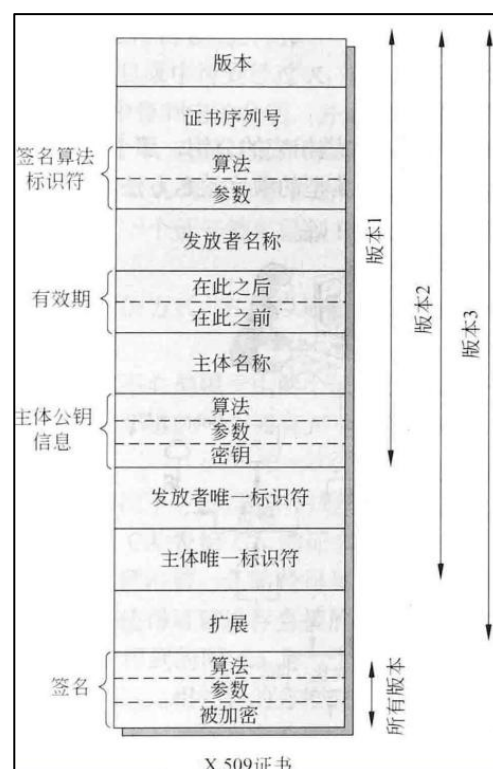 版本
证书序列号
签名算法
标识符
算法
参数
发放者名称
有效期
在此之后
在此之前
主体名称
主体公钥
信息
算法
参数
密钥
发放者唯一标识符
主体唯一标识符
扩展
签名
算法
参数
被加密
版本1
版本2
版本3
所有版本
X.509证书